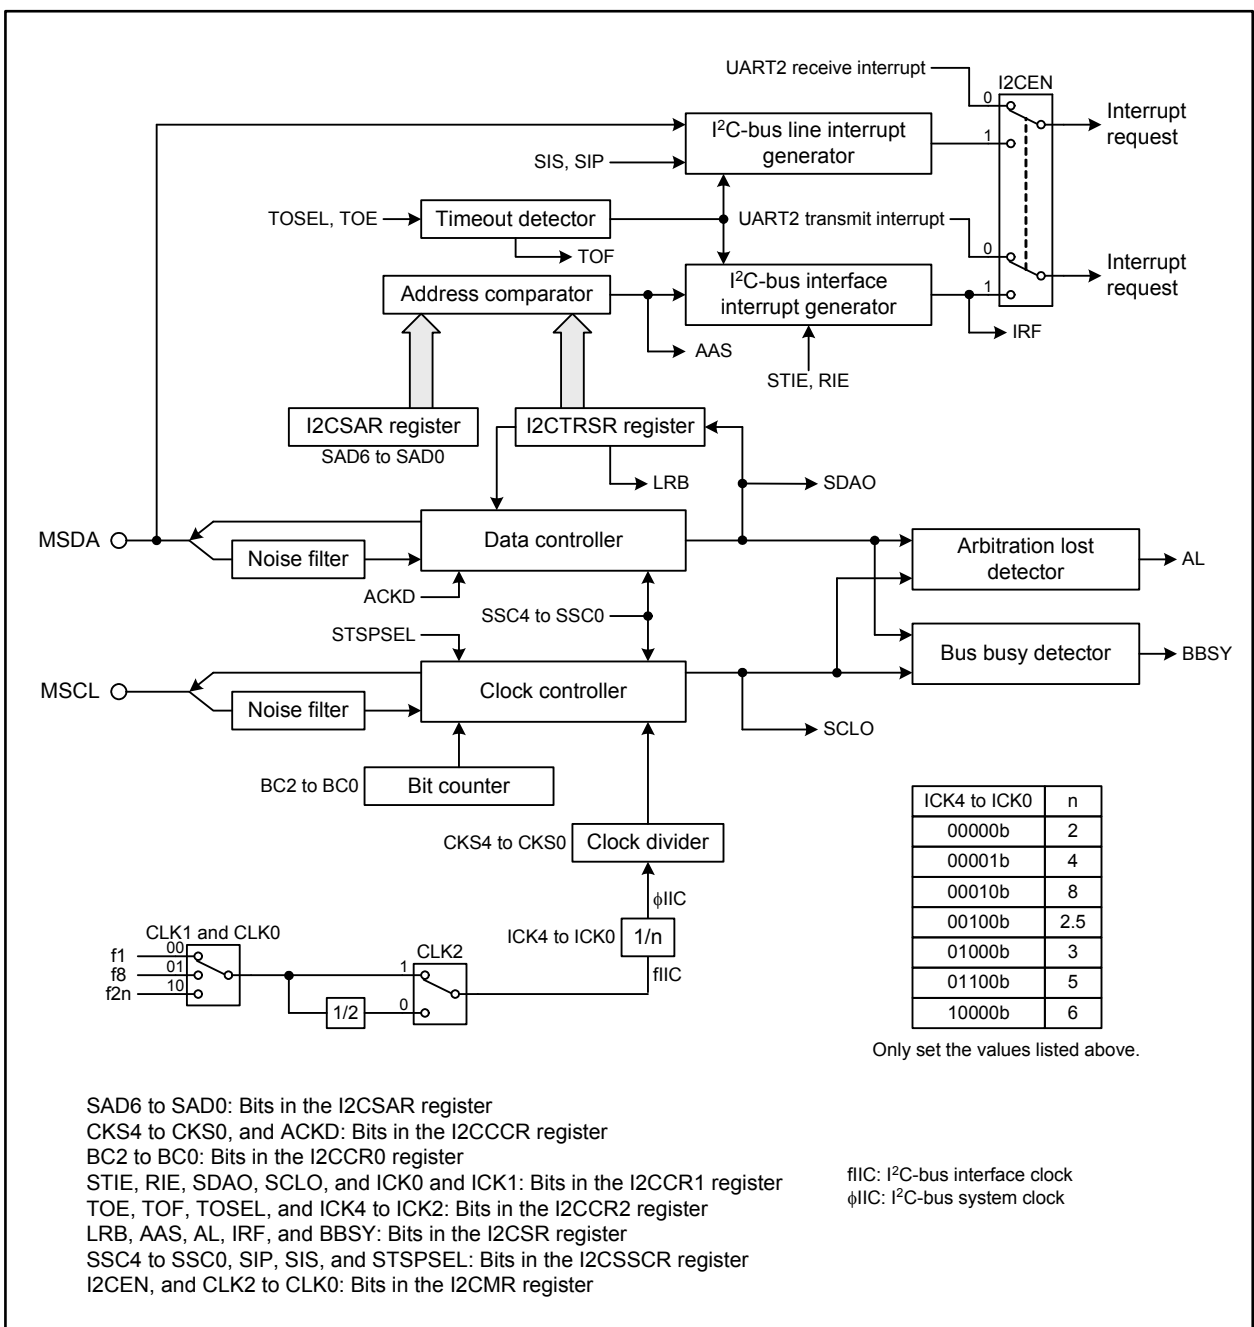 UART2 receive interrupt
I2CEN
0
Interrupt
request
I²C-bus line interrupt
generator
1
SIS, SIP
TOSEL, TOE
Timeout detector
UART2 transmit interrupt
TOF
0
Interrupt
request
Address comparator
I²C-bus interface
interrupt generator
1
IRF
AAS
STIE, RIE
I2CSAR register
I2CTRSR register
SAD6 to SAD0
LRB
SDAO
MSDA
Data controller
Noise filter
Arbitration lost
detector
AL
ACKD
SSC4 to SSC0
STSPSEL
Bus busy detector
BBSY
MSCL
Clock controller
Noise filter
SCLO
BC2 to BC0
Bit counter
CKS4 to CKS0
Clock divider
ϕIIC
ICK4 to ICK0
1/n
fIIC
CLK1 and CLK0
f1
00
f8
01
f2n
10
CLK2
1
1/2
0
ICK4 to ICK0 n
00000b 2
00001b 4
00010b 8
00100b 2.5
01000b 3
01100b 5
10000b 6
Only set the values listed above.
SAD6 to SAD0: Bits in the I2CSAR register
CKS4 to CKS0, and ACKD: Bits in the I2CCCR register
BC2 to BC0: Bits in the I2CCR0 register
STIE, RIE, SDAO, SCLO, and ICK0 and ICK1: Bits in the I2CCR1 register
TOE, TOF, TOSEL, and ICK4 to ICK2: Bits in the I2CCR2 register
LRB, AAS, AL, IRF, and BBSY: Bits in the I2CSR register
SSC4 to SSC0, SIP, SIS, and STSPSEL: Bits in the I2CSSCR register
I2CEN, and CLK2 to CLK0: Bits in the I2CMR register
fIIC: I²C-bus interface clock
ϕIIC: I²C-bus system clock